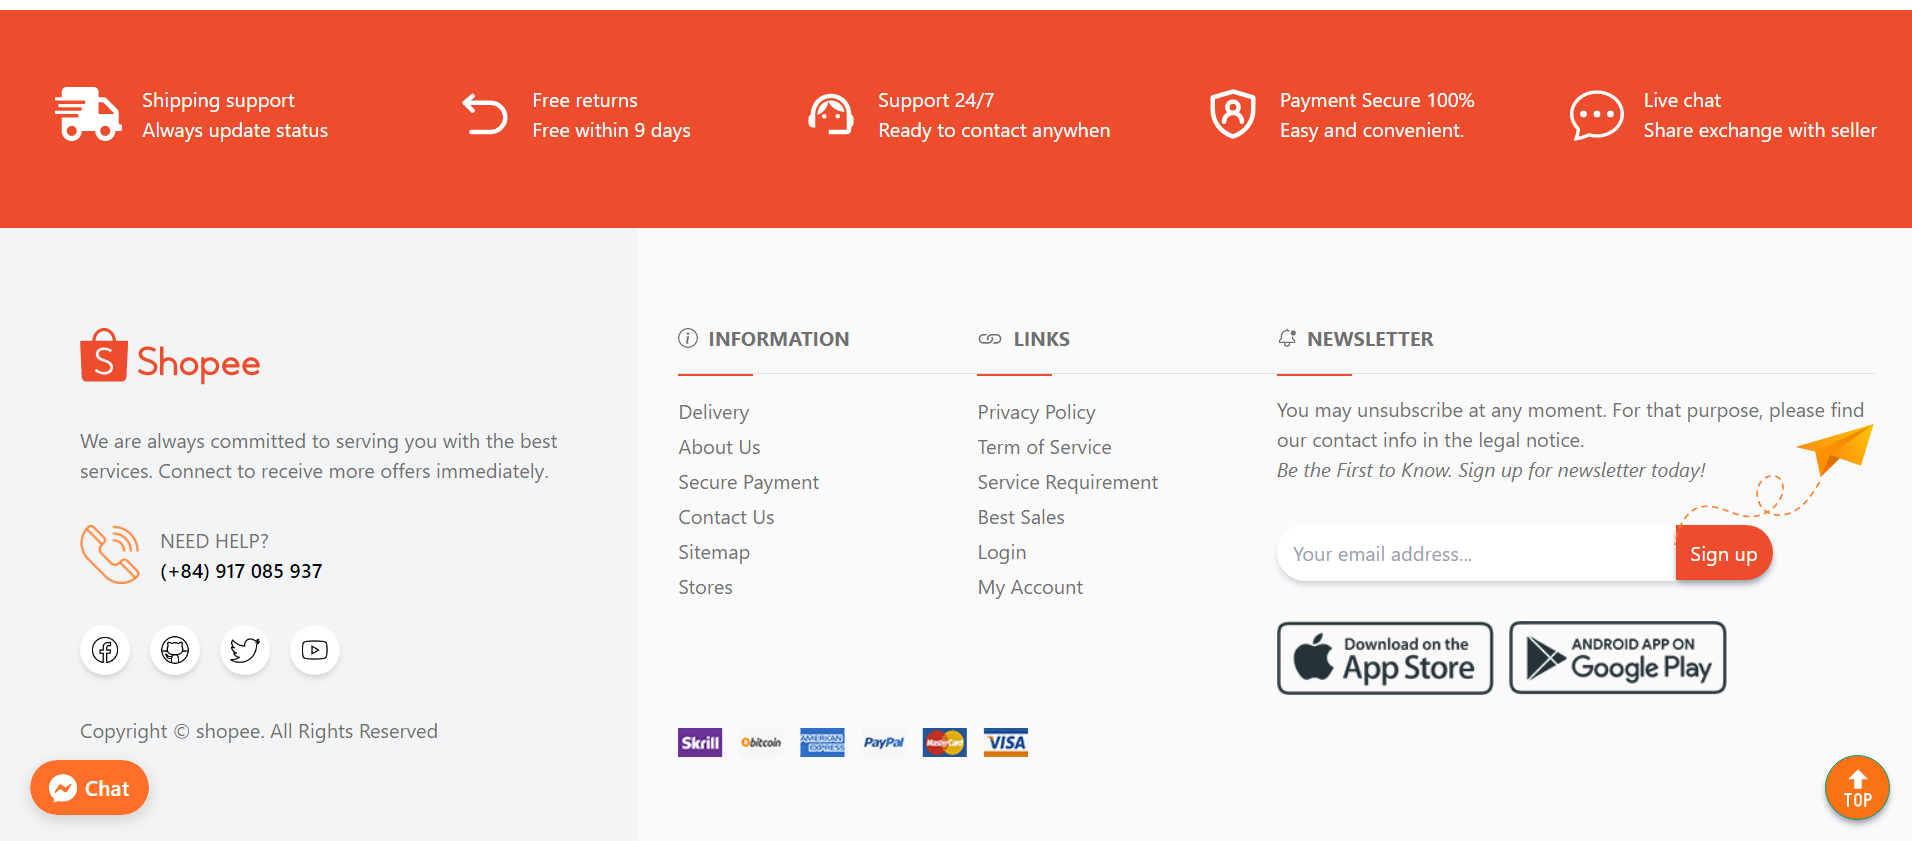 Shipping support
Always update status
Free returns
Free within 9 days
Support 24/7
Ready to contact anywhen
Payment Secure 100%
Easy and convenient.
Live chat
Share exchange with seller
S Shopee
We are always committed to serving you with the best
services. Connect to receive more offers immediately.
NEED HELP?
(+84) 917 085 937
Copyright © shopee. All Rights Reserved
Chat
INFORMATION
Delivery
About Us
Secure Payment
Contact Us
Sitemap
Stores
LINKS
Privacy Policy
Term of Service
Service Requirement
Best Sales
Login
My Account
NEWSLETTER
You may unsubscribe at any moment. For that purpose, please find
our contact info in the legal notice.
Be the First to Know. Sign up for newsletter today!
Your email address...
Sign up
Download on the
App Store
ANDROID APP ON
Google Play
Skrill
bitcoin
AMERICAN
EXPRESS
PayPal
MasterCard
VISA
TOP